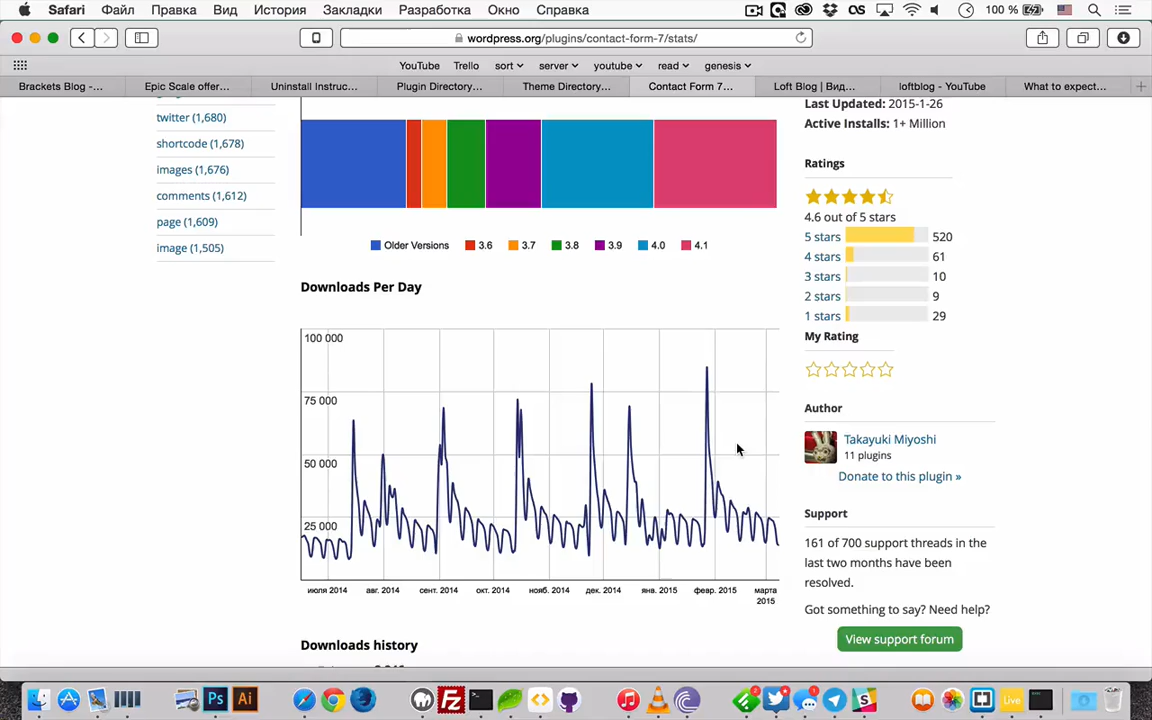 Safari Файл Правка Вид История Закладки Разработка Окно Справка 100 %
wordpress.org/plugins/contact-form-7/stats/
YouTube Trello sort server youtube read genesis
Brackets Blog -... Epic Scale offer... Uninstall Instruc... Plugin Directory... Theme Directory... Contact Form 7... Loft Blog | Вид... loftblog - YouTube What to expect...
twitter (1,680)
shortcode (1,678)
images (1,676)
comments (1,612)
page (1,609)
image (1,505)
Older Versions 3.6 3.7 3.8 3.9 4.0 4.1
Downloads Per Day
100 000
75 000
50 000
25 000
июля 2014 авг. 2014 сент. 2014 окт. 2014 нояб. 2014 дек. 2014 янв. 2015 февр. 2015 марта
2015
Downloads history
Last Updated: 2015-1-26
Active Installs: 1+ Million
Ratings
4.6 out of 5 stars
5 stars 520
4 stars 61
3 stars 10
2 stars 9
1 stars 29
My Rating
Author
Takayuki Miyoshi
11 plugins
Donate to this plugin »
Support
161 of 700 support threads in the
last two months have been
resolved.
Got something to say? Need help?
View support forum
Ps Ai Fz Live